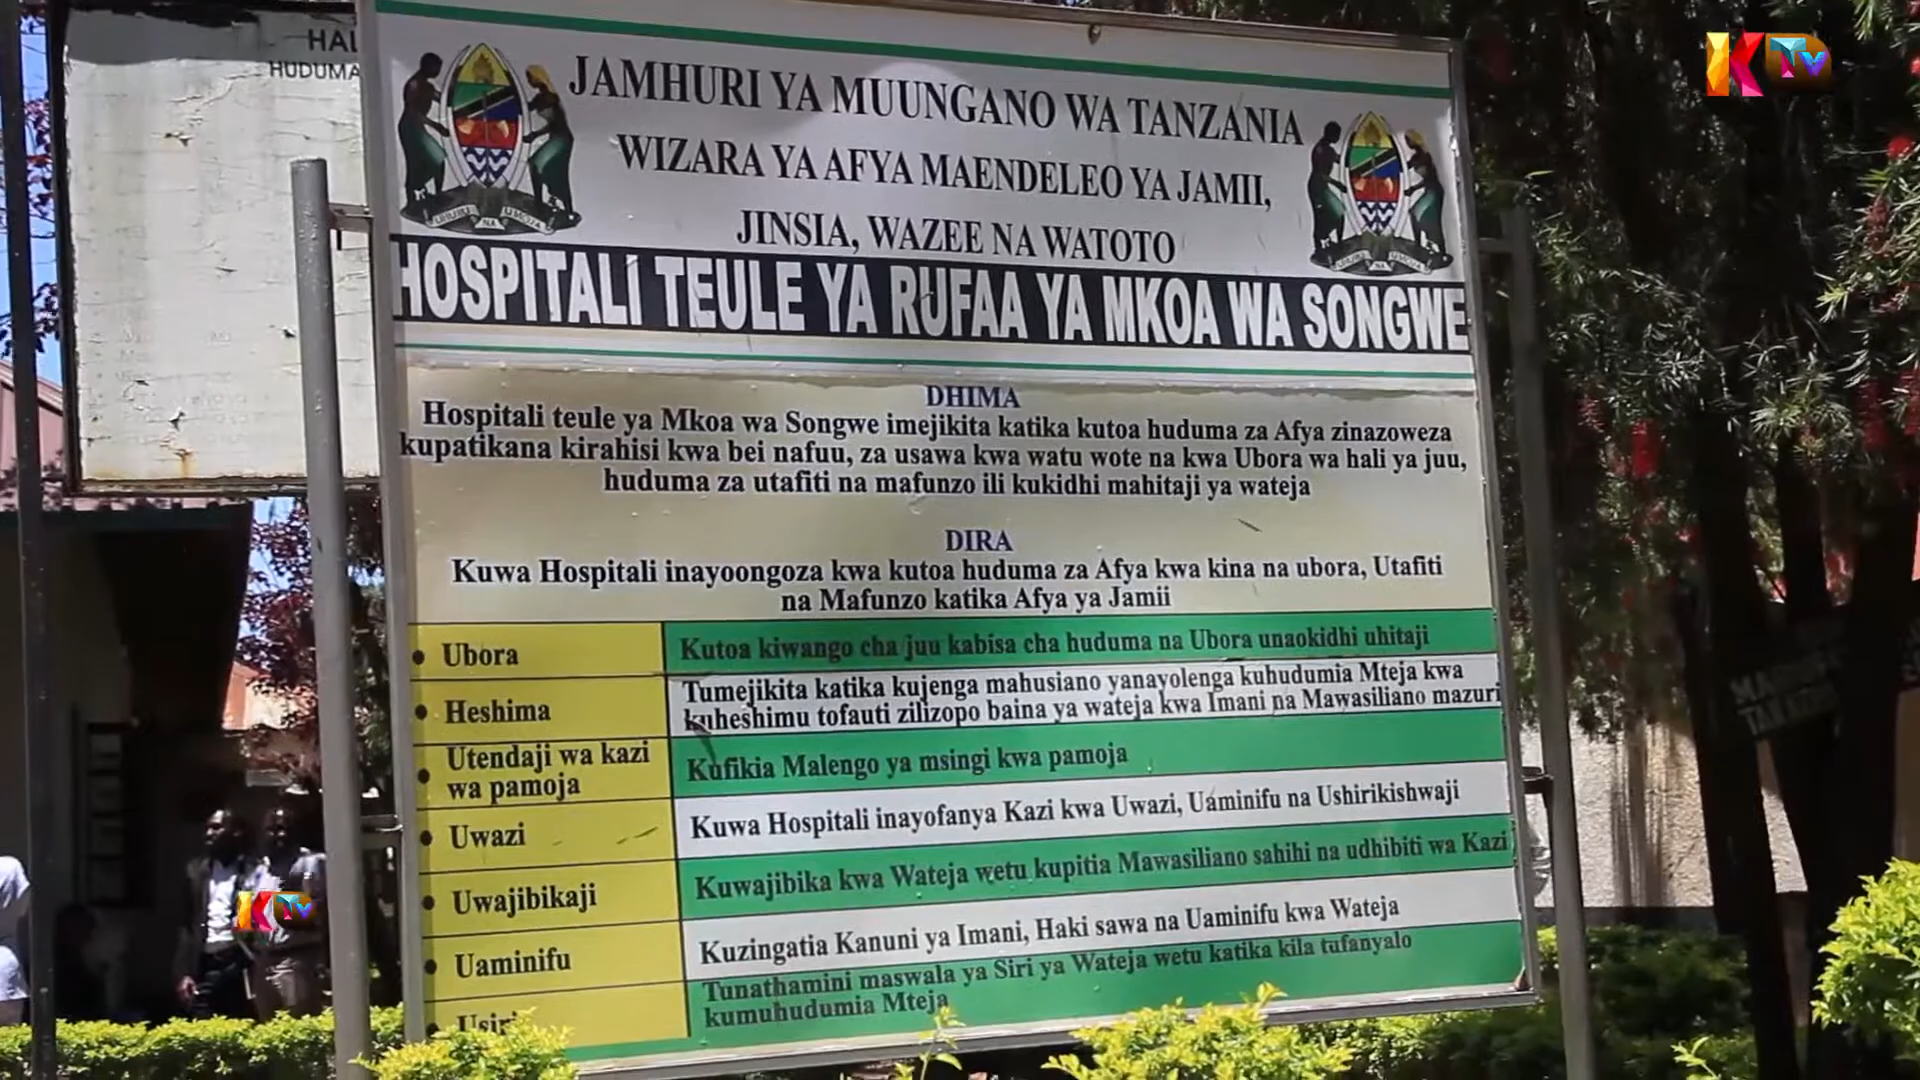 HAL
HUDUMA
K Tv
JAMHURI YA MUUNGANO WA TANZANIA
WIZARA YA AFYA MAENDELEO YA JAMII,
JINSIA, WAZEE NA WATOTO
UHURU NA UMOJA
HOSPITALI TEULE YA RUFAA YA MKOA WA SONGWE
DHIMA
Hospitali teule ya Mkoa wa Songwe imejikita katika kutoa huduma za Afya zinazoweza
kupatikana kirahisi kwa bei nafuu, za usawa kwa watu wote na kwa Ubora wa hali ya juu,
huduma za utafiti na mafunzo ili kukidhi mahitaji ya wateja
DIRA
Kuwa Hospitali inayoongoza kwa kutoa huduma za Afya kwa kina na ubora, Utafiti
na Mafunzo katika Afya ya Jamii
• Ubora
Kutoa kiwango cha juu kabisa cha huduma na Ubora unaokidhi uhitaji
• Heshima
Tumejikita katika kujenga mahusiano yanayolenga kuhudumia Mteja kwa
kuheshimu tofauti zilizopo baina ya wateja kwa Imani na Mawasiliano mazuri
• Utendaji wa kazi
wa pamoja
Kufikia Malengo ya msingi kwa pamoja
• Uwazi
Kuwa Hospitali inayofanya Kazi kwa Uwazi, Uaminifu na Ushirikishwaji
• Uwajibikaji
Kuwajibika kwa Wateja wetu kupitia Mawasiliano sahihi na udhibiti wa Kazi
• Uaminifu
Kuzingatia Kanuni ya Imani, Haki sawa na Uaminifu kwa Wateja
• Usiri
Tunathamini maswala ya Siri ya Wateja wetu katika kila tufanyalo
kumuhudumia Mteja
K Tv